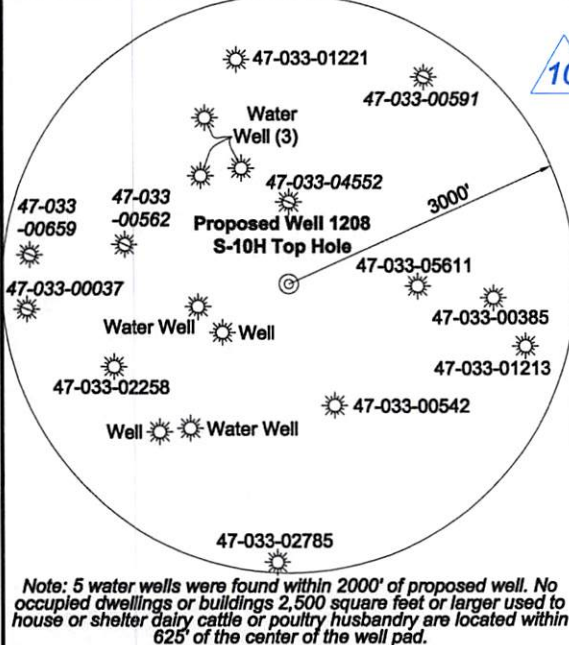 47-033-01221
10
47-033-00591
Water
Well (3)
47-033-04552
3000'
47-033
-00659
47-033
-00562
Proposed Well 1208
S-10H Top Hole
47-033-05611
47-033-00037
47-033-00385
Water Well
Well
47-033-01213
47-033-02258
47-033-00542
Well
Water Well
47-033-02785
Note: 5 water wells were found within 2000' of proposed well. No
occupied dwellings or buildings 2,500 square feet or larger used to
house or shelter dairy cattle or poultry husbandry are located within
625' of the center of the well pad.